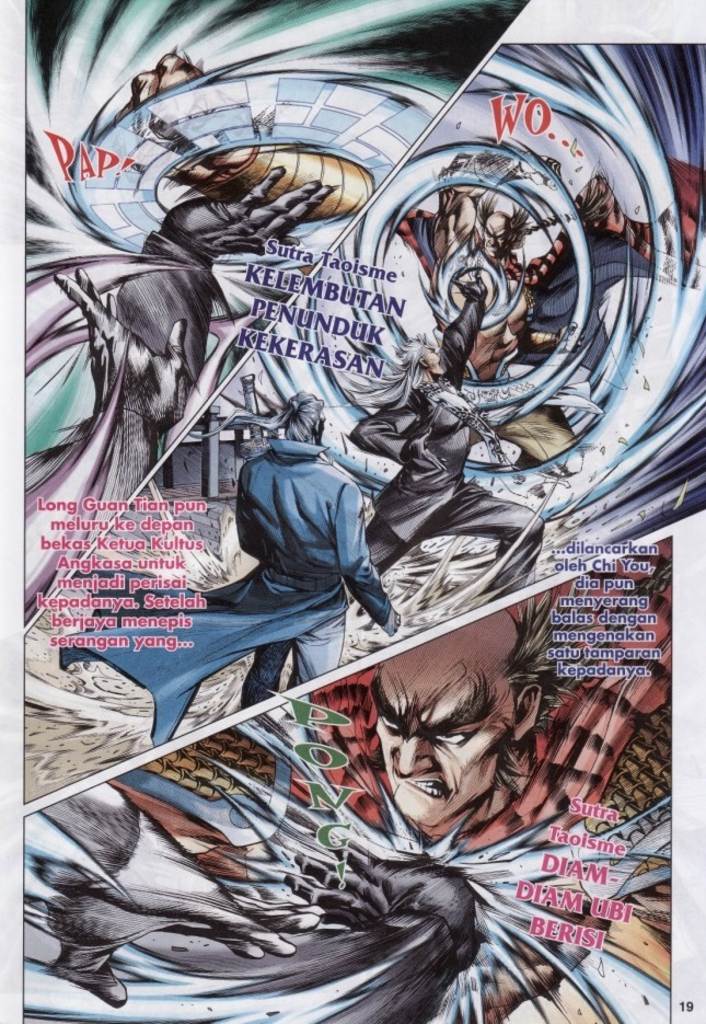 PAP!
WO...
Sutra Taoisme
KELEMBUTAN
PENUNDUK
KEKERASAN
Long Guan Tian pun
meluru ke depan
bekas Ketua Kultus
Angkasa untuk
menjadi perisai
kepadanya. Setelah
berjaya menepis
serangan yang...
...dilancarkan
oleh Chi You,
dia pun
menyerang
balas dengan
mengenakan
satu tamparan
kepadanya.
PONG!
Sutra
Taoisme
DIAM-
DIAM UBI
BERISI
19